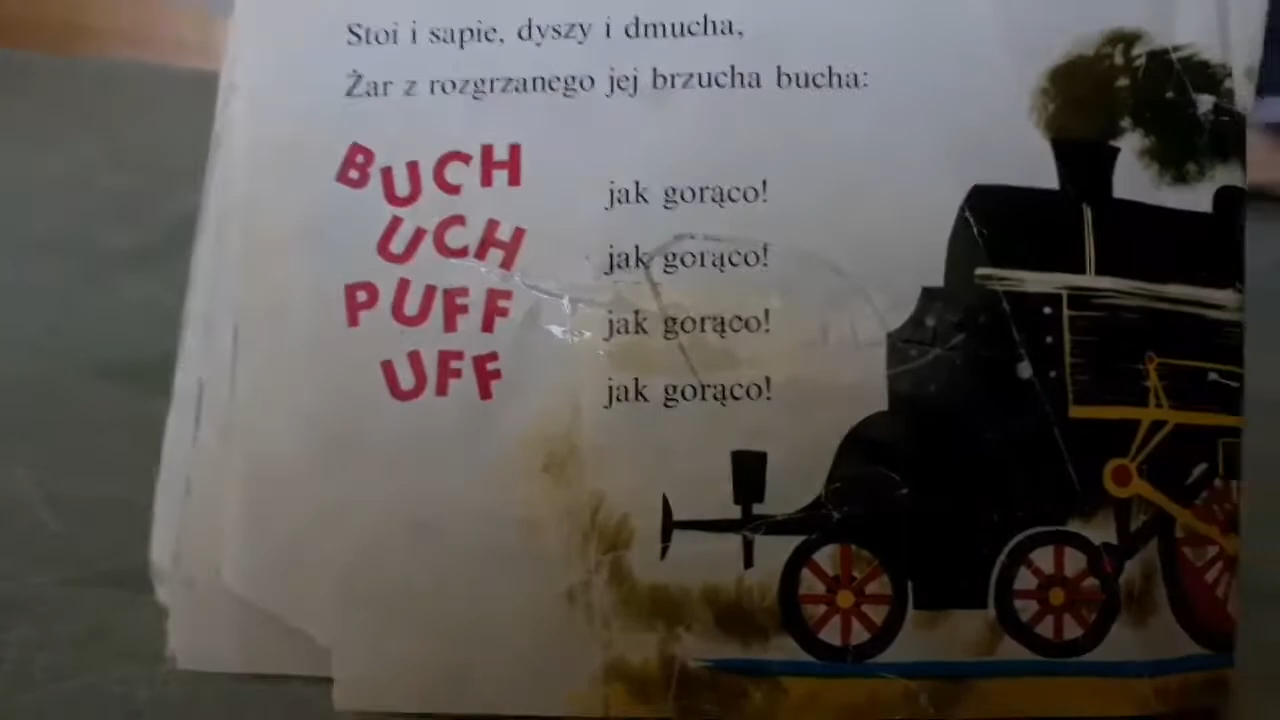 Stoi i sapie, dyszy i dmucha,
Żar z rozgrzanego jej brzucha bucha:
BUCH jak gorąco!
UCH jak gorąco!
PUFF jak gorąco!
UFF jak gorąco!